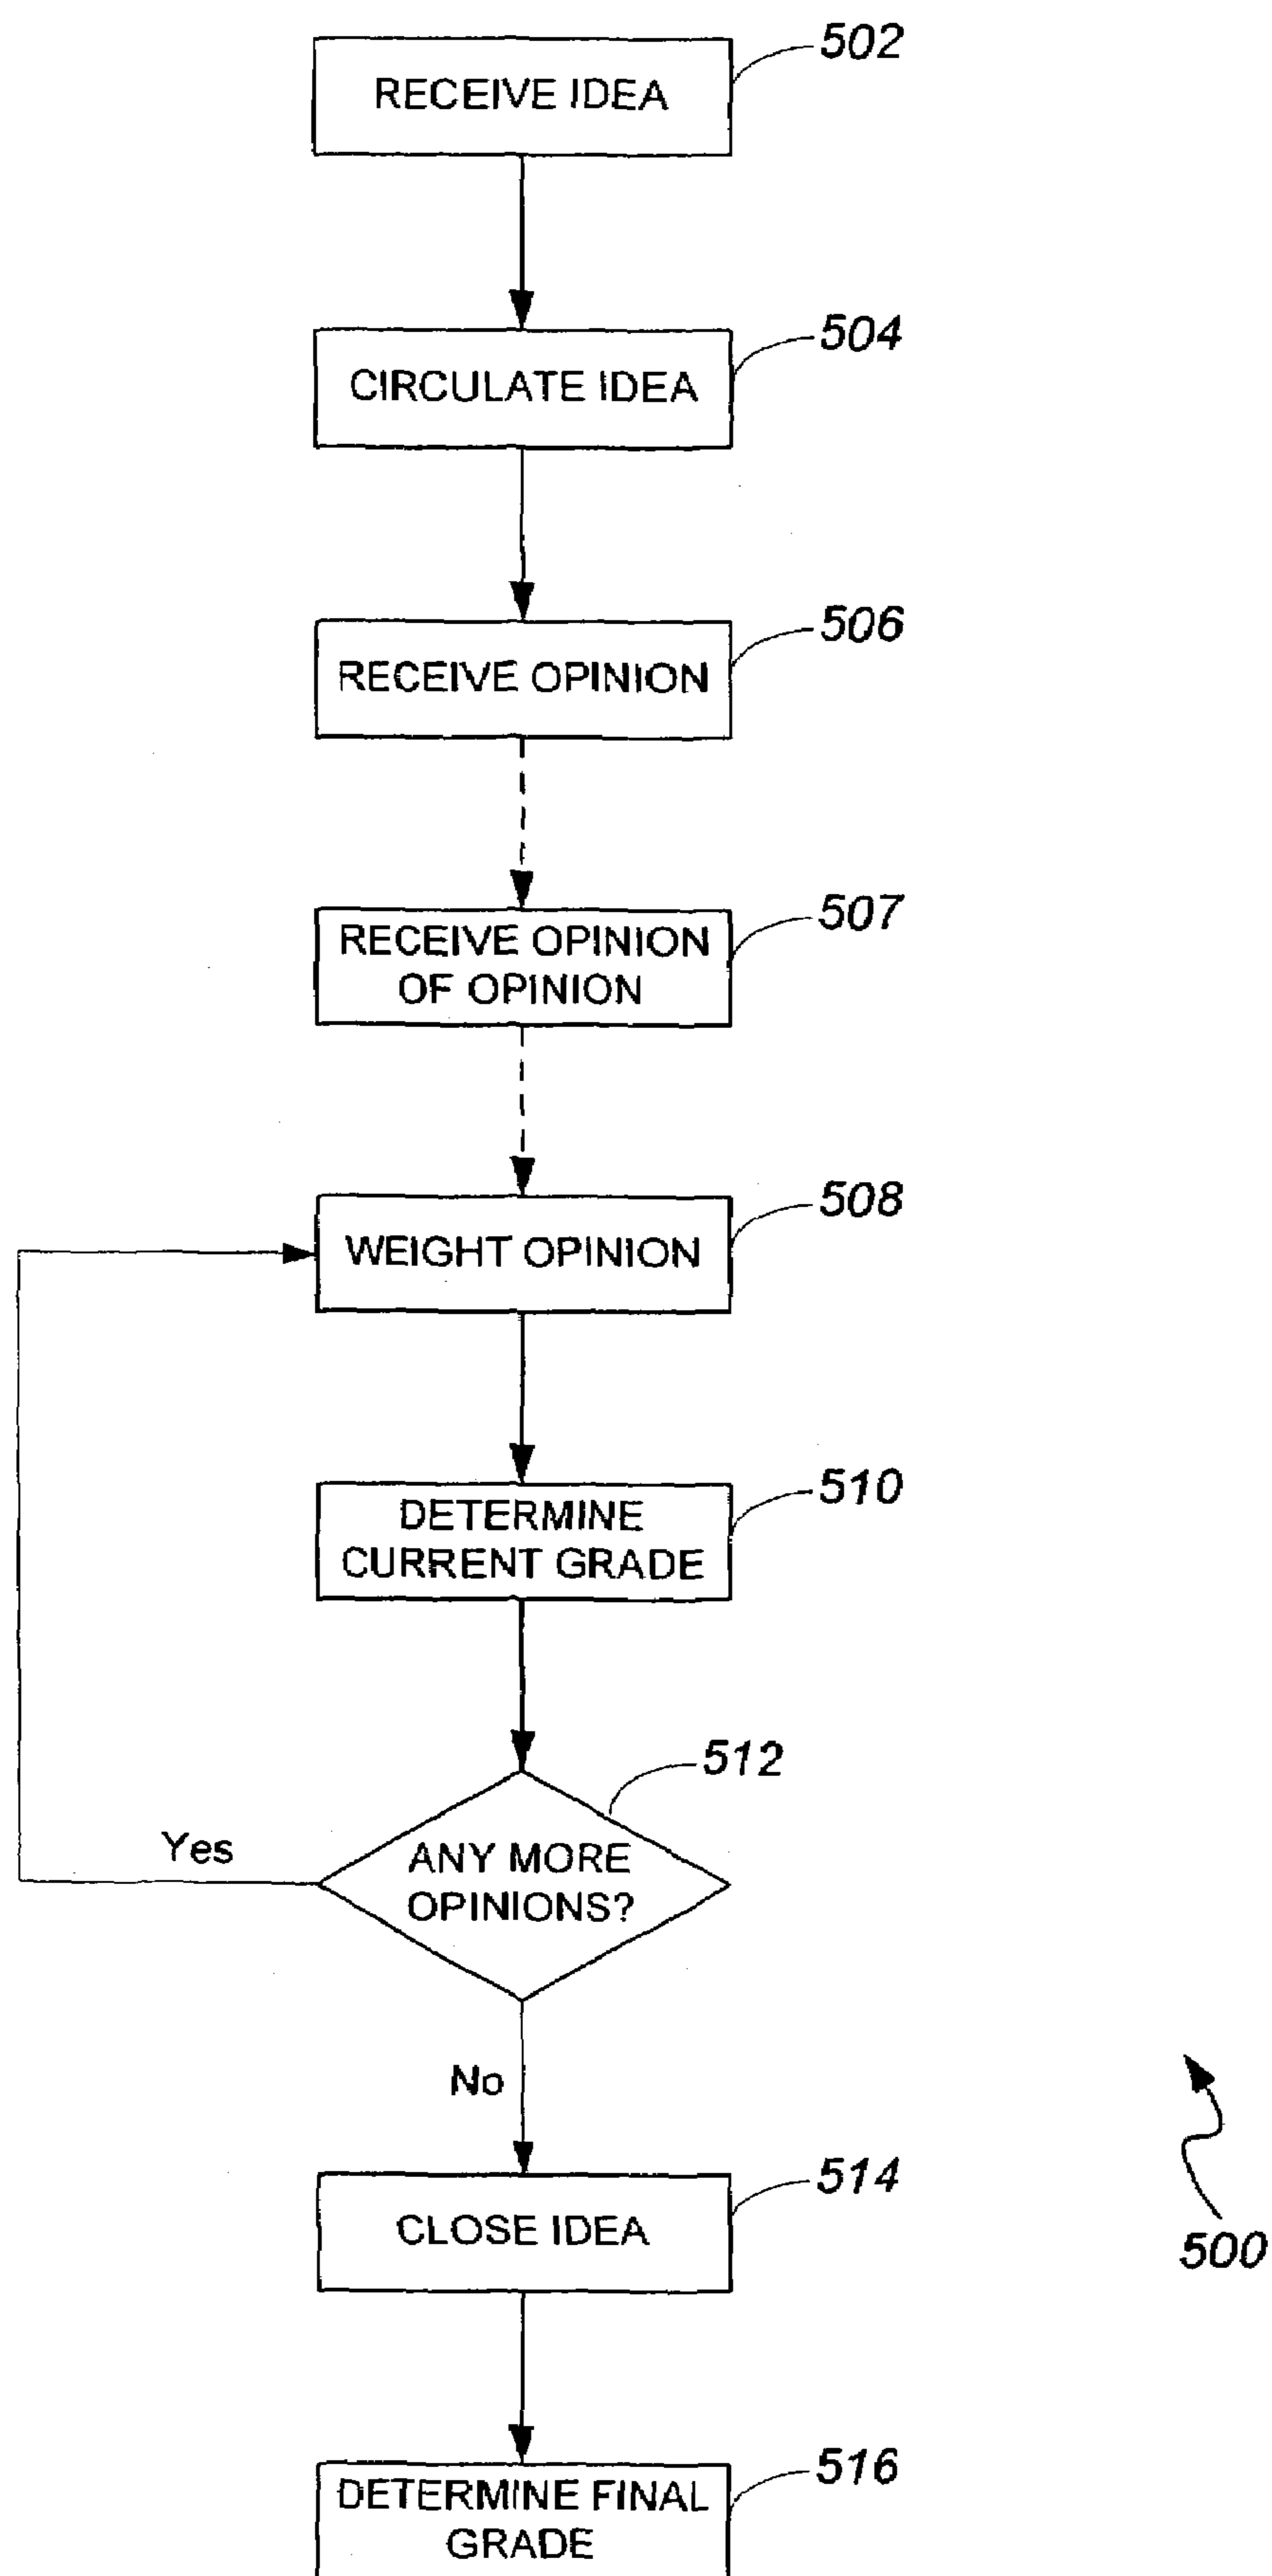 502
RECEIVE IDEA
504
CIRCULATE IDEA
506
RECEIVE OPINION
507
RECEIVE OPINION
OF OPINION
508
WEIGHT OPINION
510
DETERMINE
CURRENT GRADE
512
ANY MORE
OPINIONS?
Yes
No
514
CLOSE IDEA
500
516
DETERMINE FINAL
GRADE